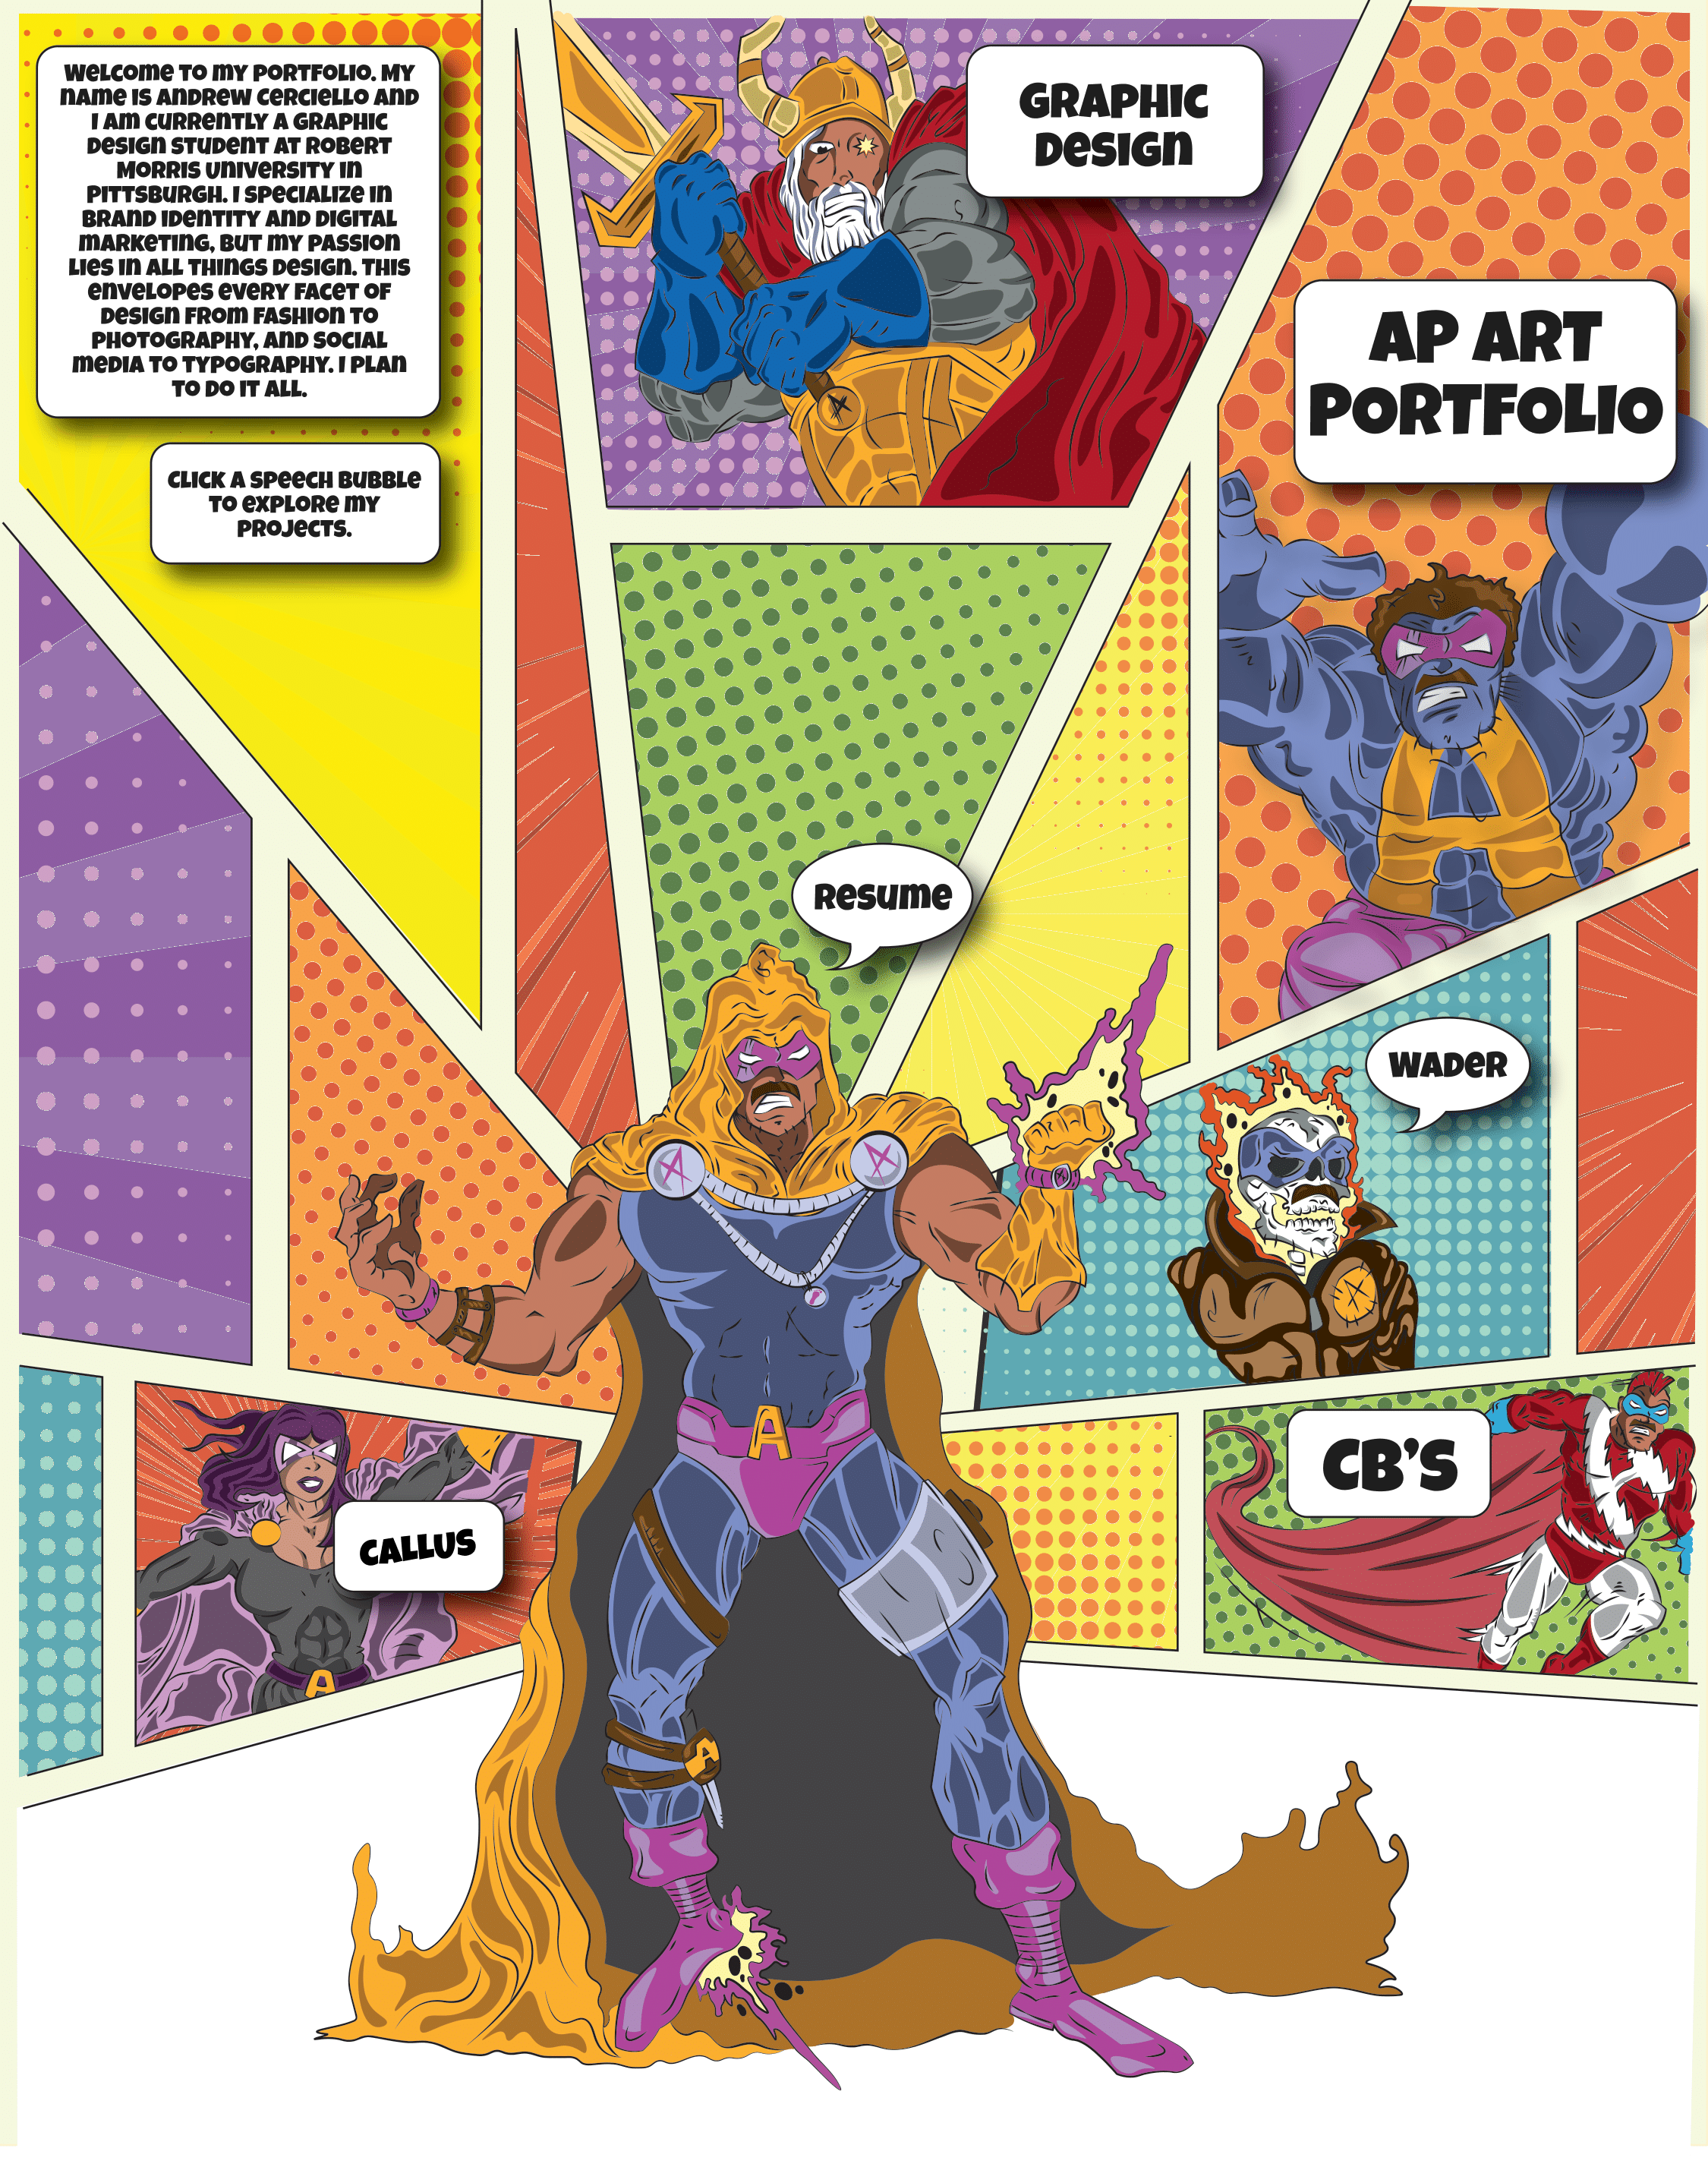 WELCOME TO MY PORTFOLIO. MY
NAME IS ANDREW CERCIELLO AND
I AM CURRENTLY A GRAPHIC
DESIGN STUDENT AT ROBERT
MORRIS UNIVERSITY IN
PITTSBURGH. I SPECIALIZE IN
BRAND IDENTITY AND DIGITAL
MARKETING, BUT MY PASSION
LIES IN ALL THINGS DESIGN. THIS
ENVELOPES EVERY FACET OF
DESIGN FROM FASHION TO
PHOTOGRAPHY, AND SOCIAL
MEDIA TO TYPOGRAPHY. I PLAN
TO DO IT ALL.
CLICK A SPEECH BUBBLE
TO EXPLORE MY
PROJECTS.
GRAPHIC
DESIGN
A
AP ART
PORTFOLIO
RESUME
WADER
A
A
A
A
CB'S
CALLUS
A
A